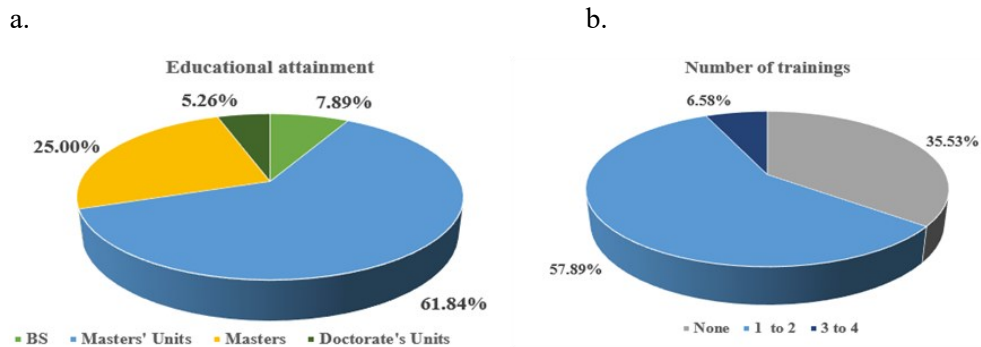 a.
b.
Educational attainment
5.26%
7.89%
25.00%
61.84%
BS Masters' Units Masters Doctorate's Units
Number of trainings
6.58%
35.53%
57.89%
None 1 to 2 3 to 4